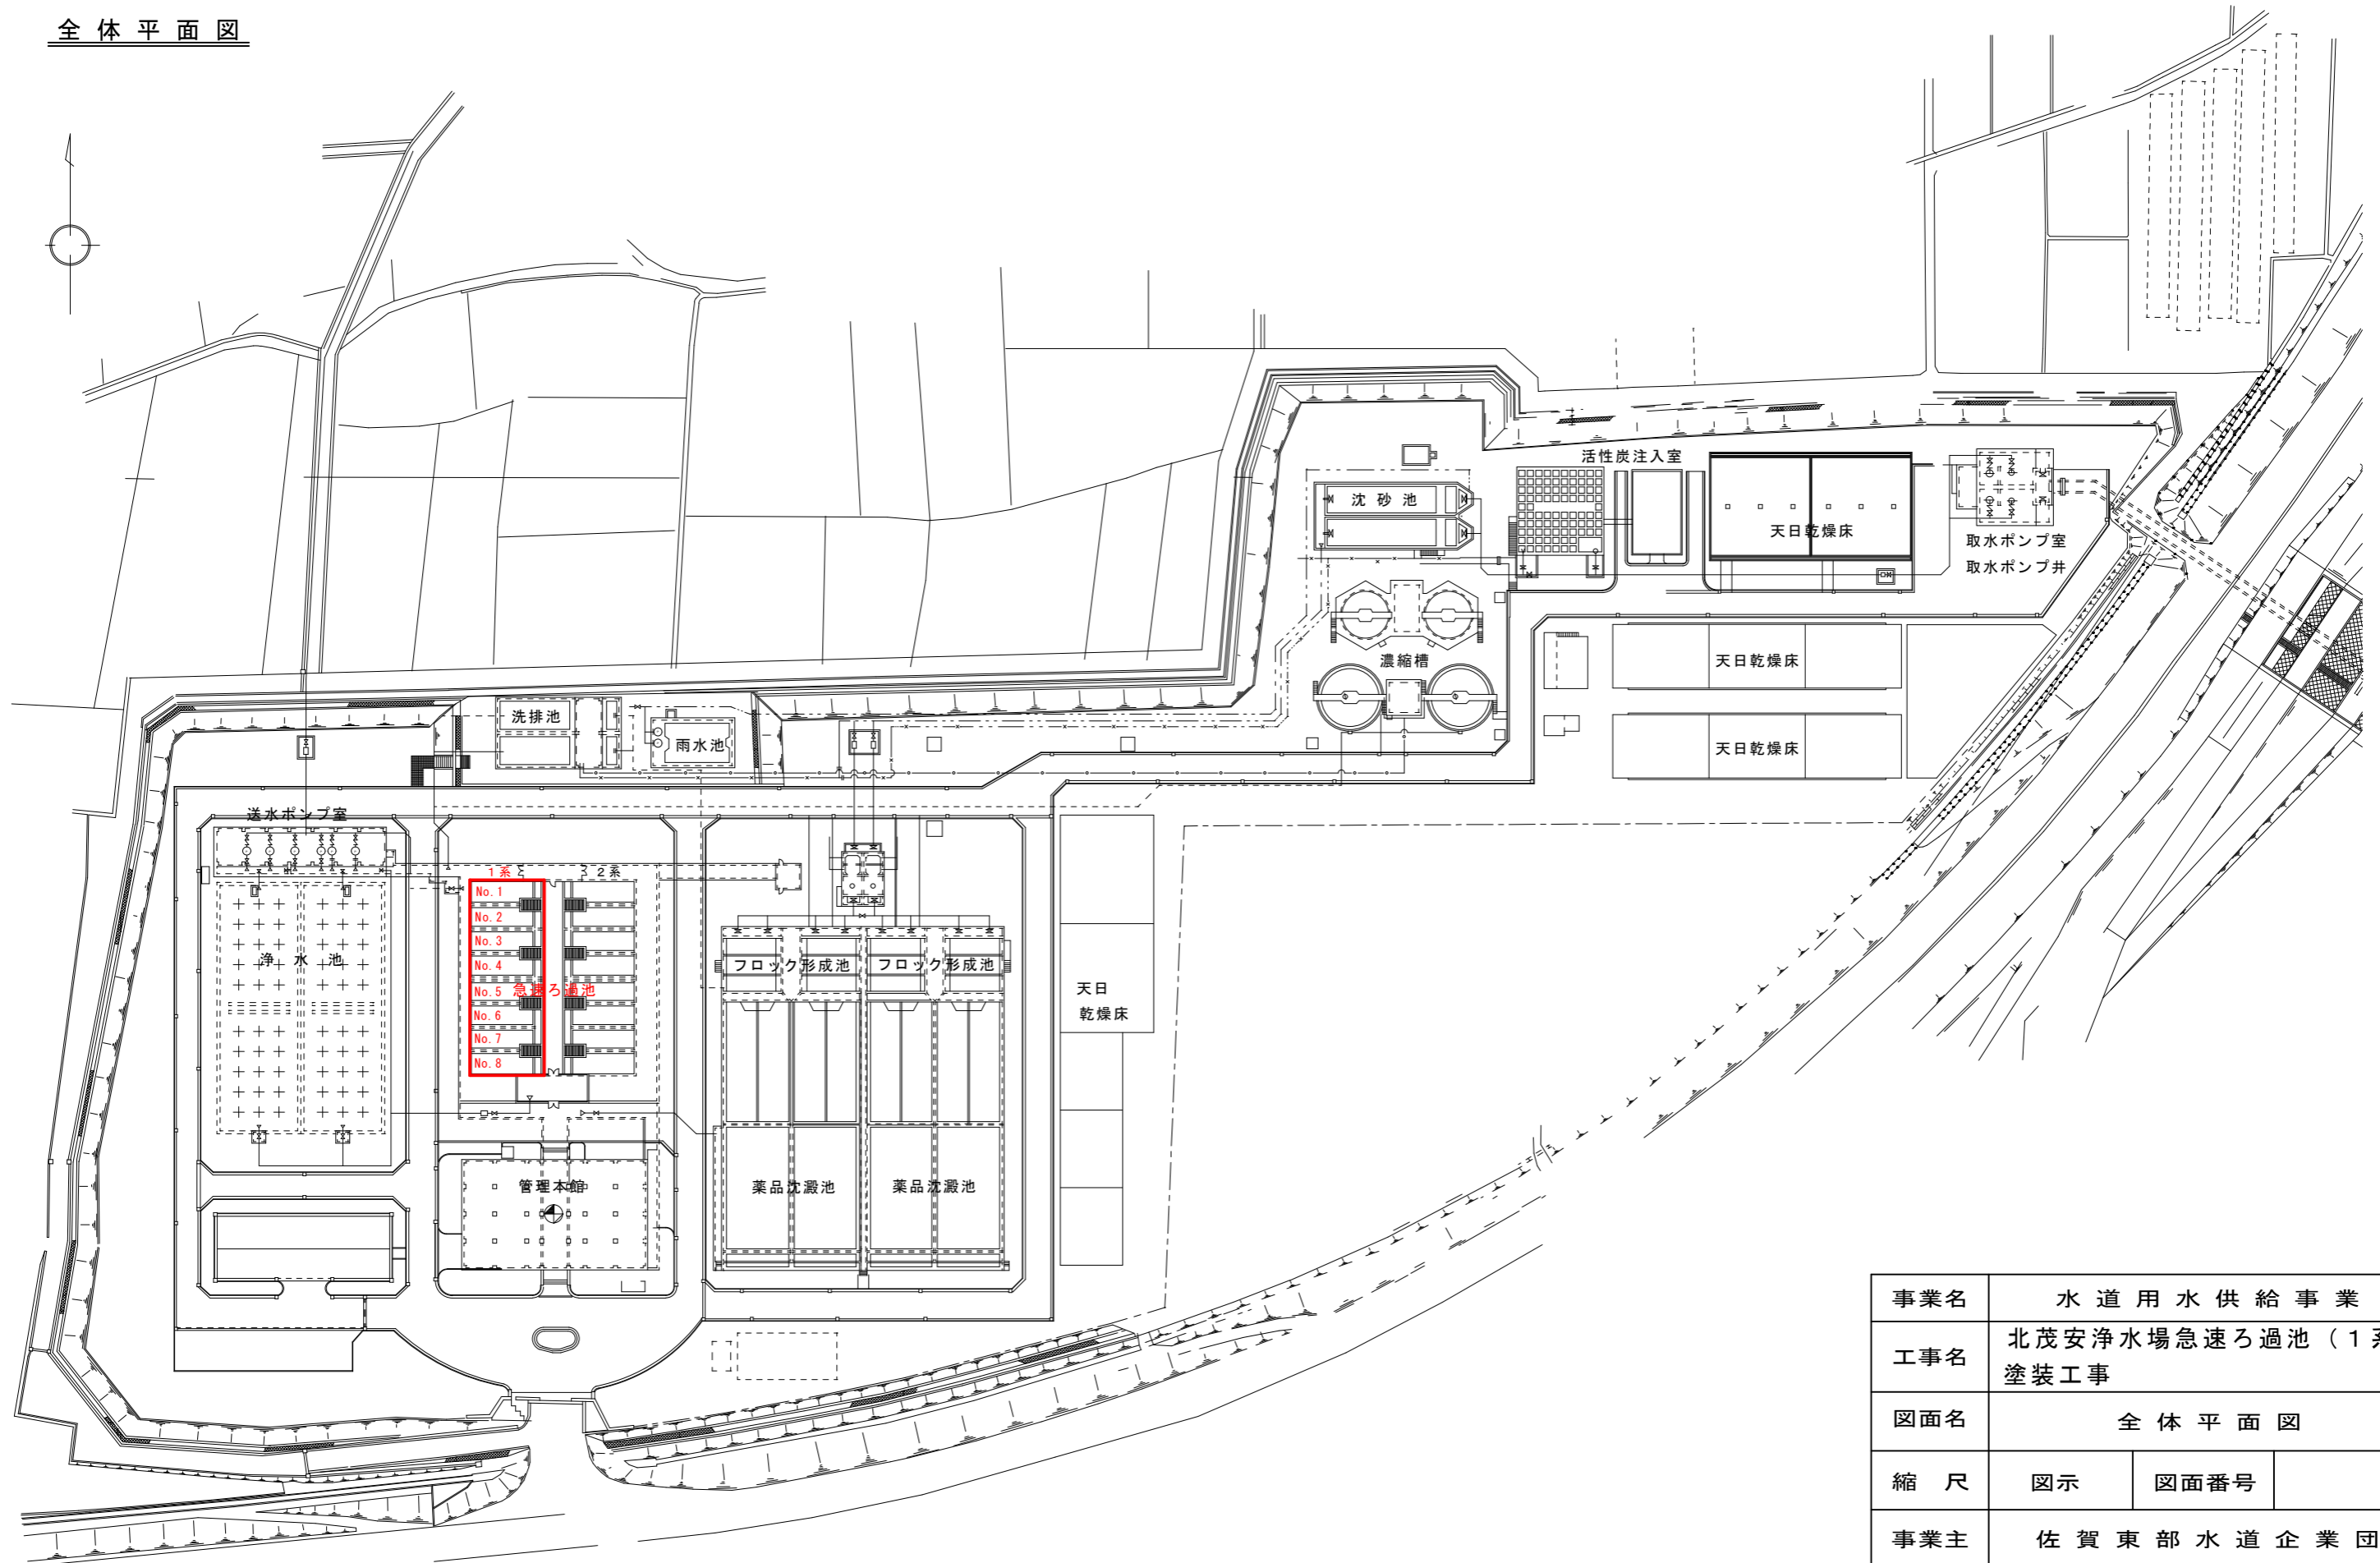 全体平面図
活性炭注入室
沈砂池
天日乾燥床
取水ポンプ室
取水ポンプ井
濃縮槽
天日乾燥床
天日乾燥床
洗排池
雨水池
送水ポンプ室
1系
2系
No.1
No.2
No.3
No.4
No.5
No.6
No.7
No.8
急速ろ過池
浄水池
フロック形成池
フロック形成池
天日
乾燥床
薬品沈澱池
薬品沈澱池
管理本館
事業名 水道用水供給事業
工事名 北茂安浄水場急速ろ過池（1系
塗装工事
図面名 全体平面図
縮尺 図示 図面番号
事業主 佐賀東部水道企業団